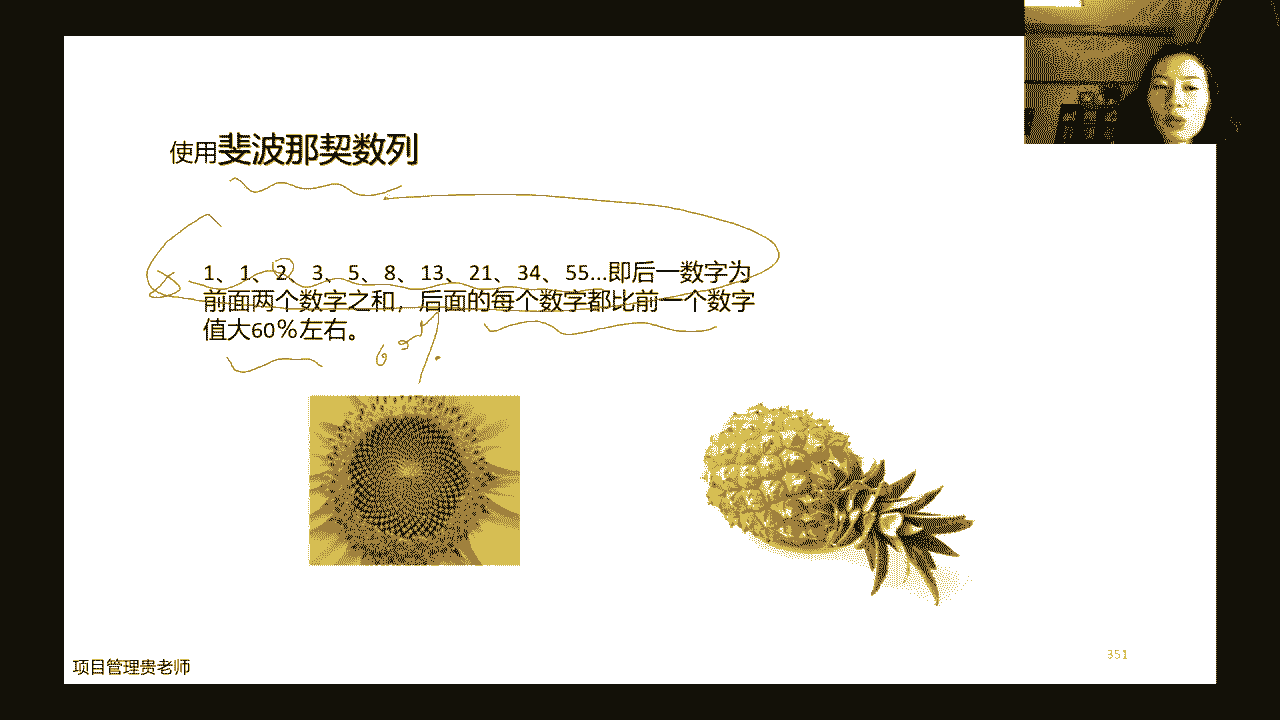 使用斐波那契数列
1、1、2、3、5、8、13、21、34、55...即后一数字为
前面两个数字之和，后面的每个数字都比前一个数字
值大60%左右。
60%
项目管理贵老师
351